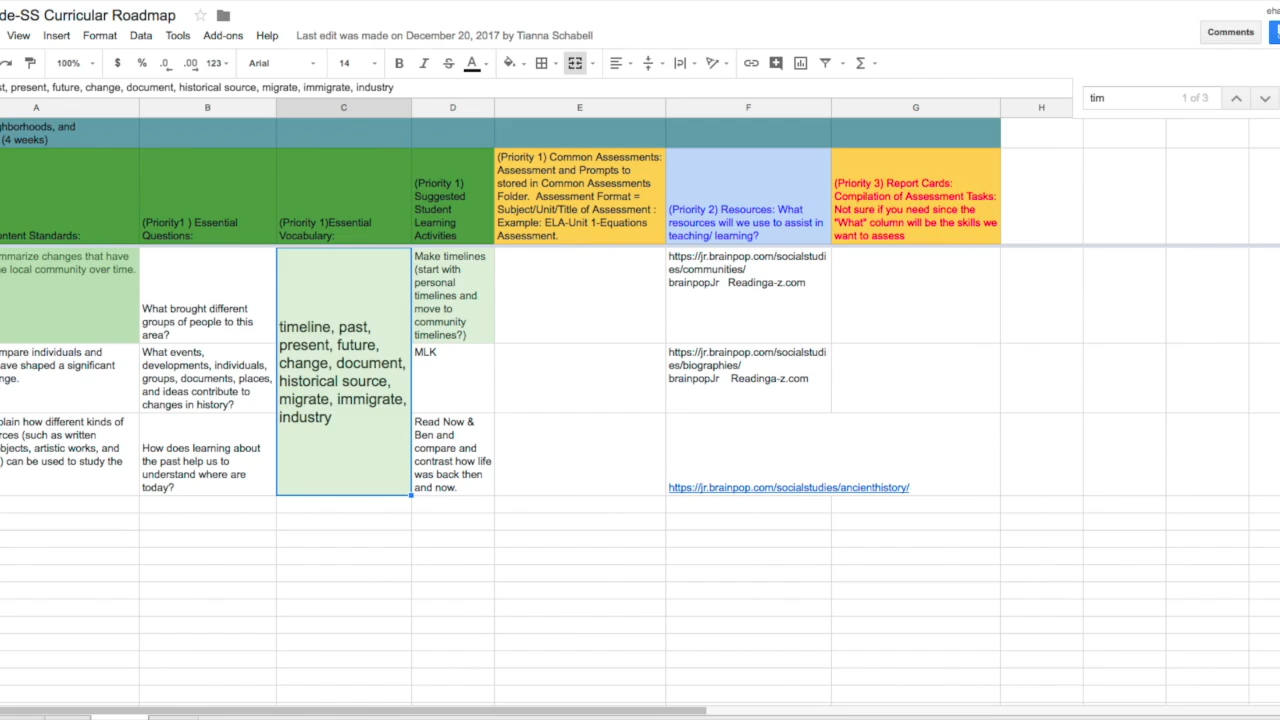 de-SS Curricular Roadmap
View Insert Format Data Tools Add-ons Help Last edit was made on December 20, 2017 by Tianna Schabell
Comments
100% $ % .0 .00 123 Arial 14 B I S A
st, present, future, change, document, historical source, migrate, immigrate, industry
tim 1 of 3
A B C D E F G H
ghborhoods, and
(4 weeks)
ontent Standards:
(Priority1 ) Essential
Questions:
(Priority 1)Essential
Vocabulary:
(Priority 1)
Suggested
Student
Learning
Activities
(Priority 1) Common Assessments:
Assessment and Prompts to
stored in Common Assessments
Folder. Assessment Format =
Subject/Unit/Title of Assessment :
Example: ELA-Unit 1-Equations
Assessment.
(Priority 2) Resources: What
resources will we use to assist in
teaching/ learning?
(Priority 3) Report Cards:
Compilation of Assessment Tasks:
Not sure if you need since the
"What" column will be the skills we
want to assess
mmarize changes that have
e local community over time.
What brought different
groups of people to this
area?
timeline, past,
present, future,
change, document,
historical source,
migrate, immigrate,
industry
Make timelines
(start with
personal
timelines and
move to
community
timelines?)
https://jr.brainpop.com/socialstudi
es/communities/
brainpopJr Readinga-z.com
mpare individuals and
ave shaped a significant
nge.
What events,
developments, individuals,
groups, documents, places,
and ideas contribute to
changes in history?
MLK
https://jr.brainpop.com/socialstudi
es/biographies/
brainpopJr Readinga-z.com
plain how different kinds of
rces (such as written
bjects, artistic works, and
) can be used to study the
How does learning about
the past help us to
understand where are
today?
Read Now &
Ben and
compare and
contrast how life
was back then
and now.
https://jr.brainpop.com/socialstudies/ancienthistory/